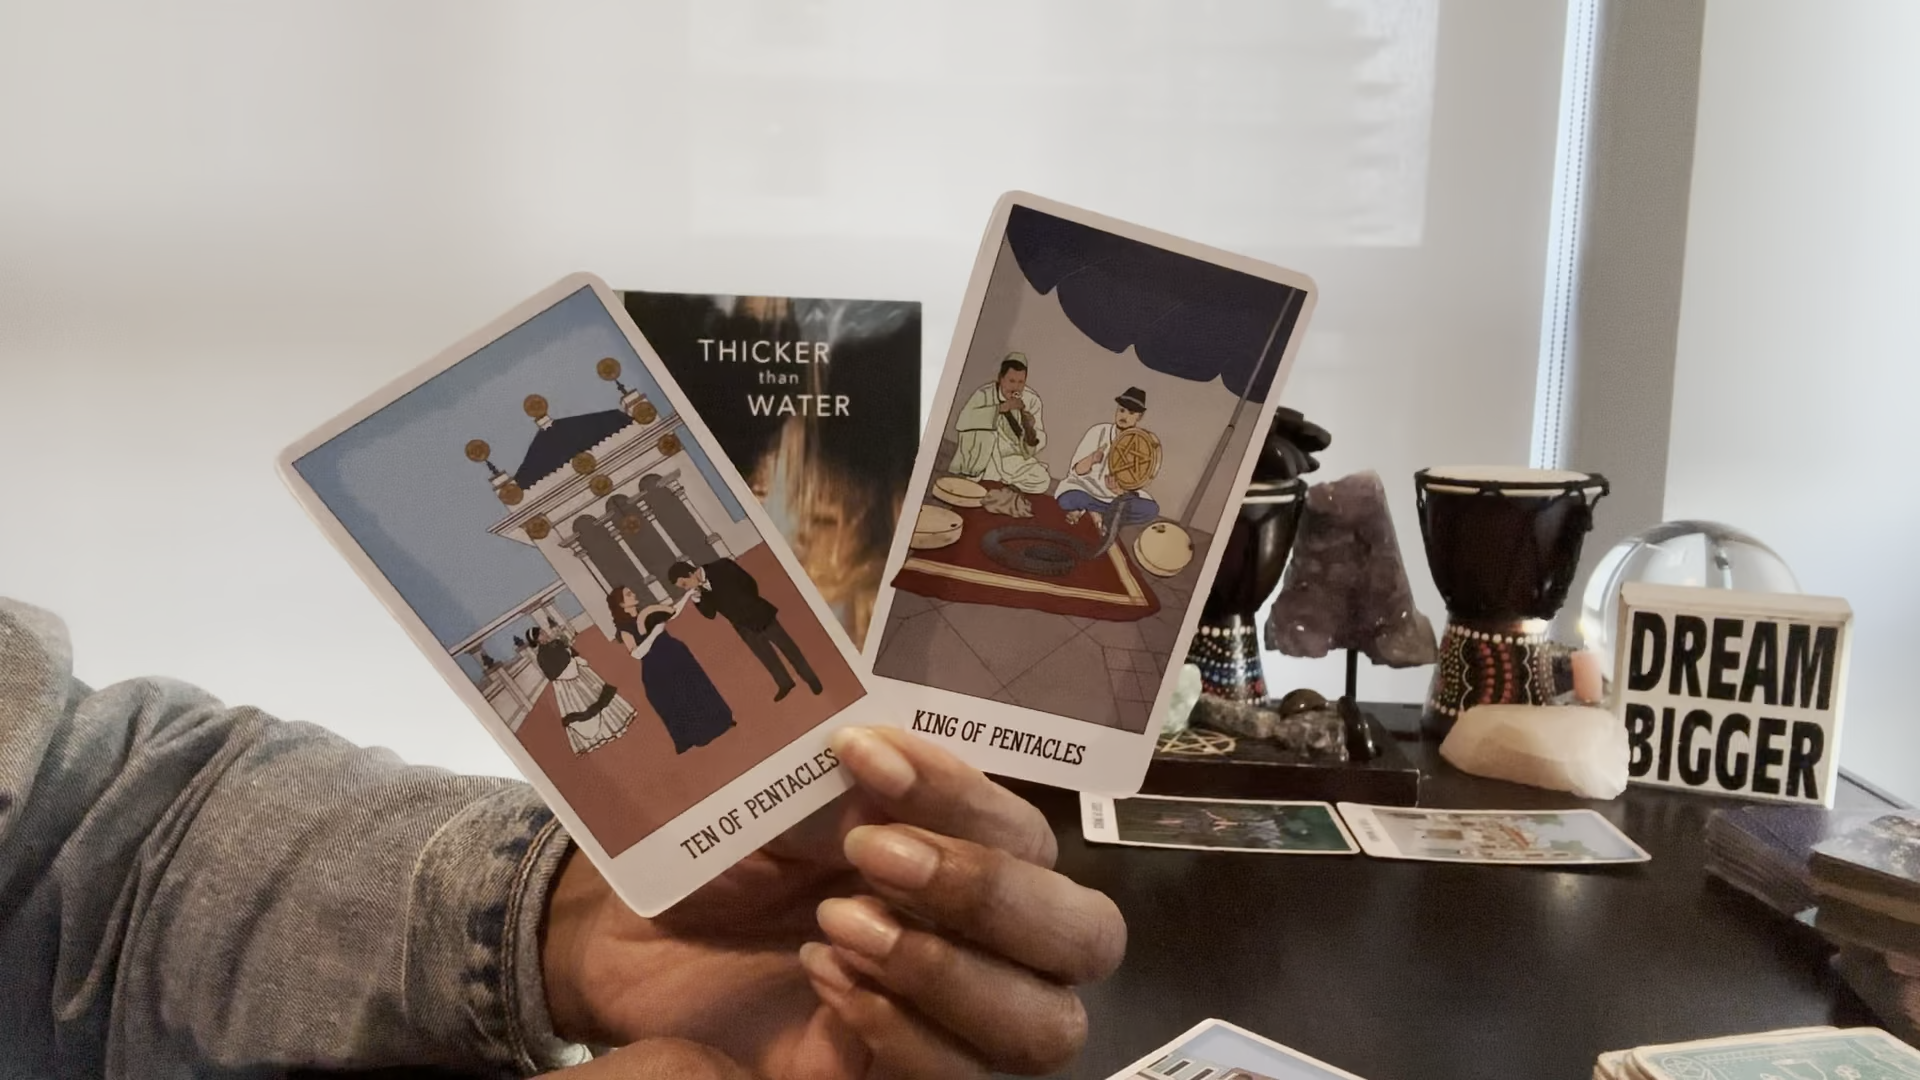 THICKER
than
WATER
TEN OF PENTACLES
KING OF PENTACLES
DREAM
BIGGER